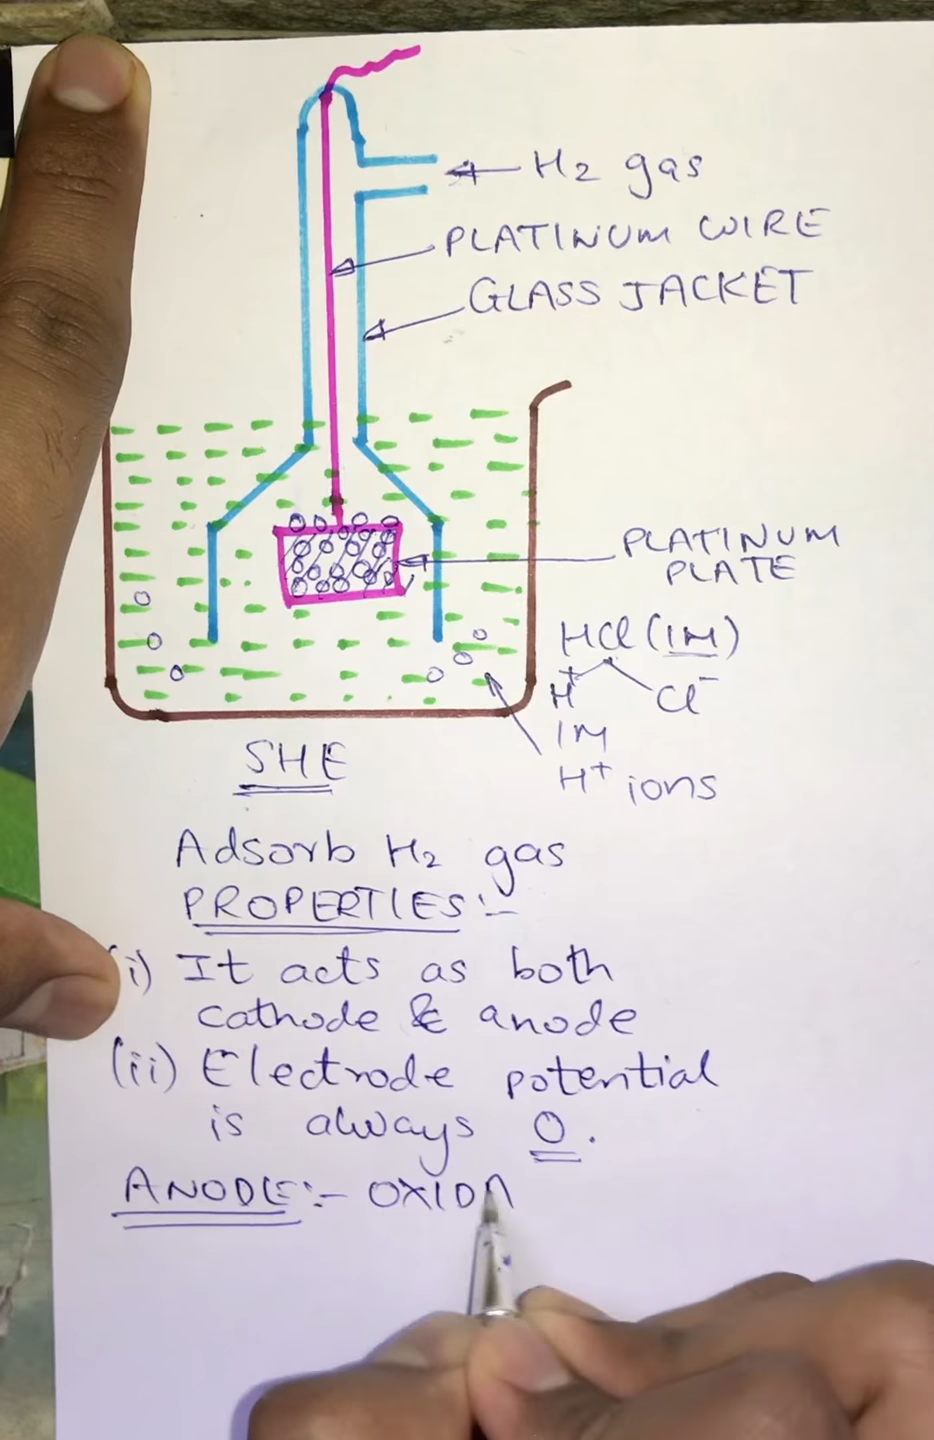 H2 gas
PLATINUM WIRE
GLASS JACKET
PLATINUM
PLATE
HCl (1M)
H+ Cl-
1M
H+ ions
SHE
Adsorb H2 gas
PROPERTIES:-
(i) It acts as both
cathode & anode
(ii) Electrode potential
is always 0.
ANODE:- OXIDA